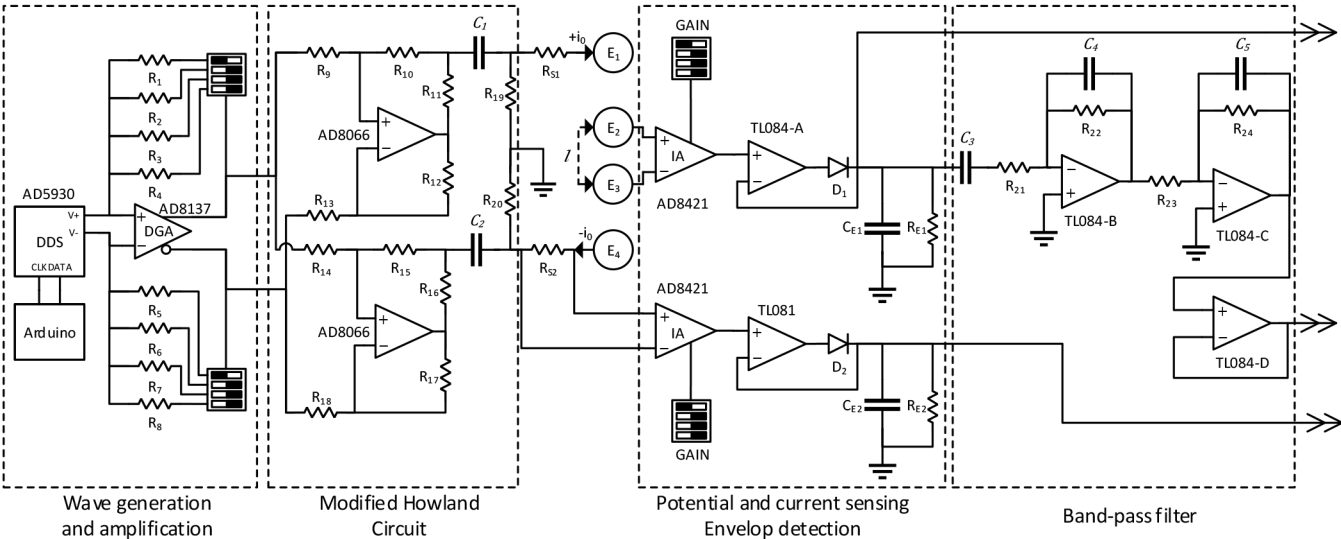 AD5930
V+
V-
DDS
CLKDATA
Arduino
R1
R2
R3
R4
AD8137
+
DGA
−
R5
R6
R7
R8
Wave generation
and amplification
R9
R10
C1
R11
R19
AD8066
+
−
R12
R13
R20
C2
R14
R15
R16
AD8066
+
−
R17
R18
Modified Howland
Circuit
RS1
+i0
E1
E2
l
E3
-i0
E4
RS2
GAIN
+
IA
−
AD8421
TL084-A
+
−
D1
CE1
RE1
AD8421
+
IA
−
TL081
+
−
D2
CE2
RE2
GAIN
Potential and current sensing
Envelop detection
C3
R21
C4
R22
−
+
TL084-B
R23
C5
R24
−
+
TL084-C
+
−
TL084-D
Band-pass filter